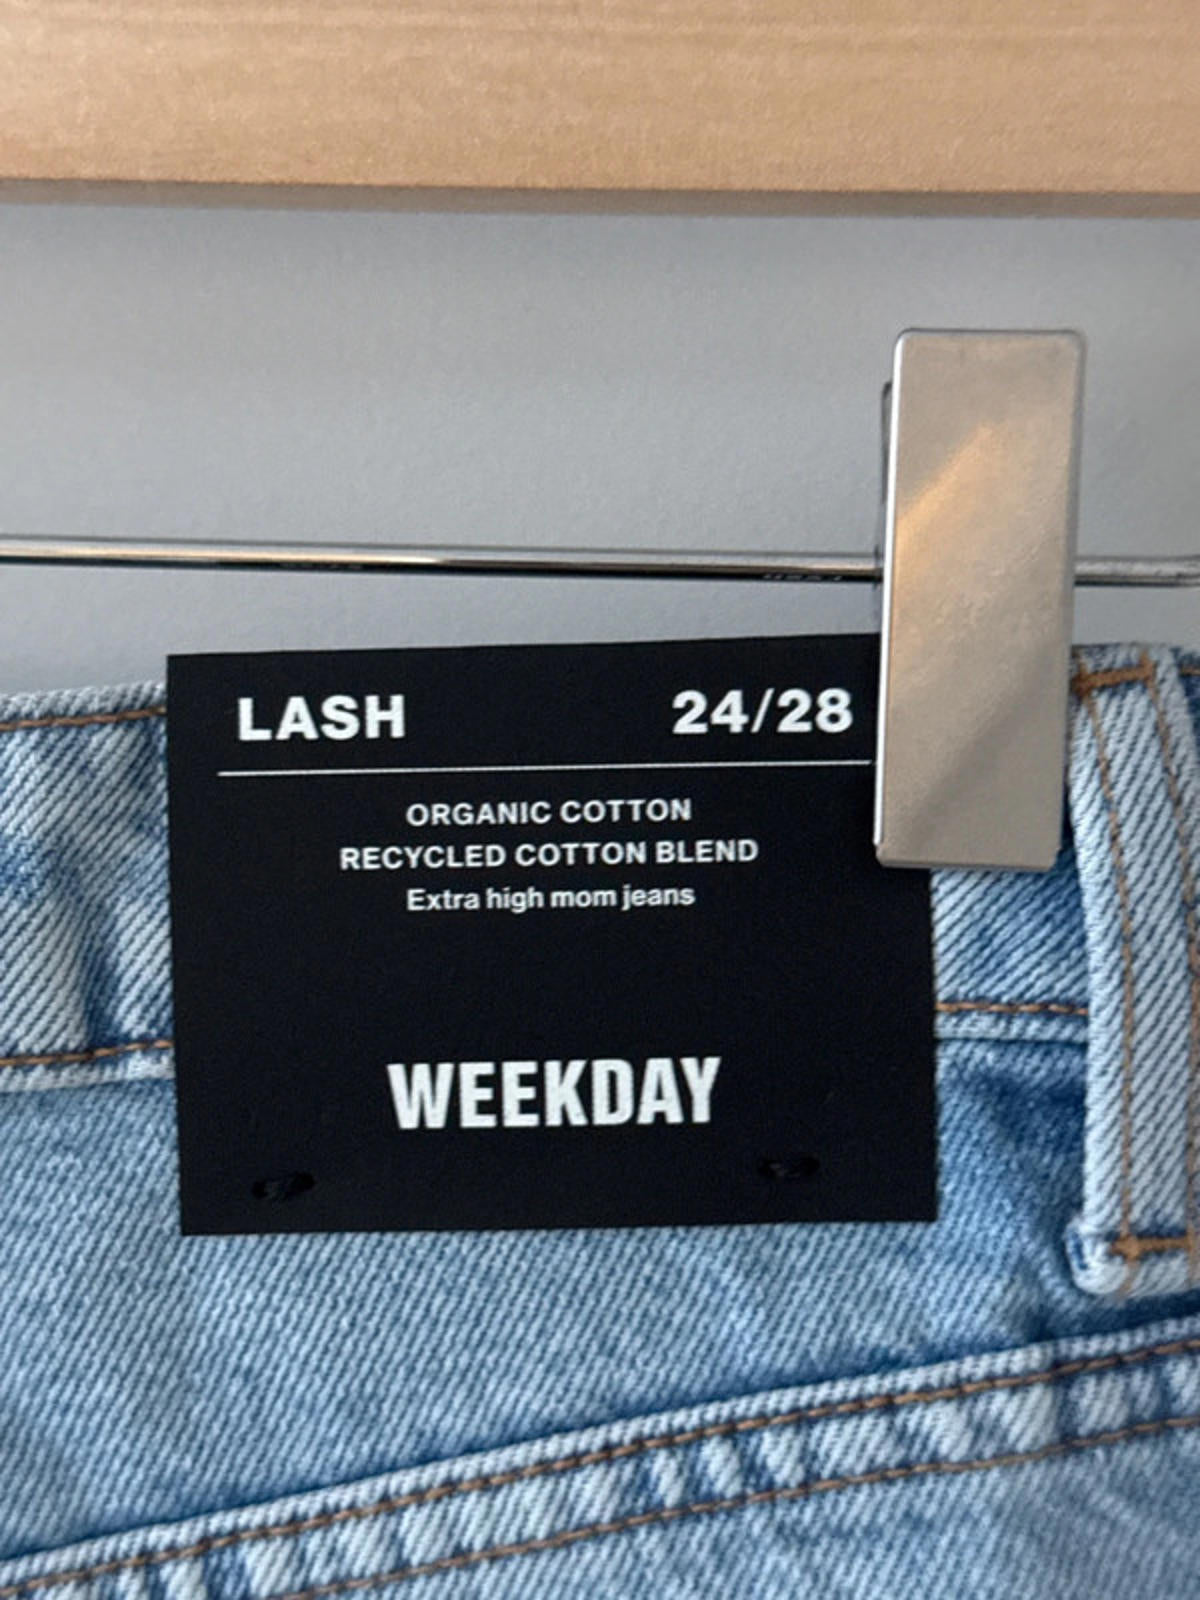 LASH 24/28
ORGANIC COTTON
RECYCLED COTTON BLEND
Extra high mom jeans
WEEKDAY